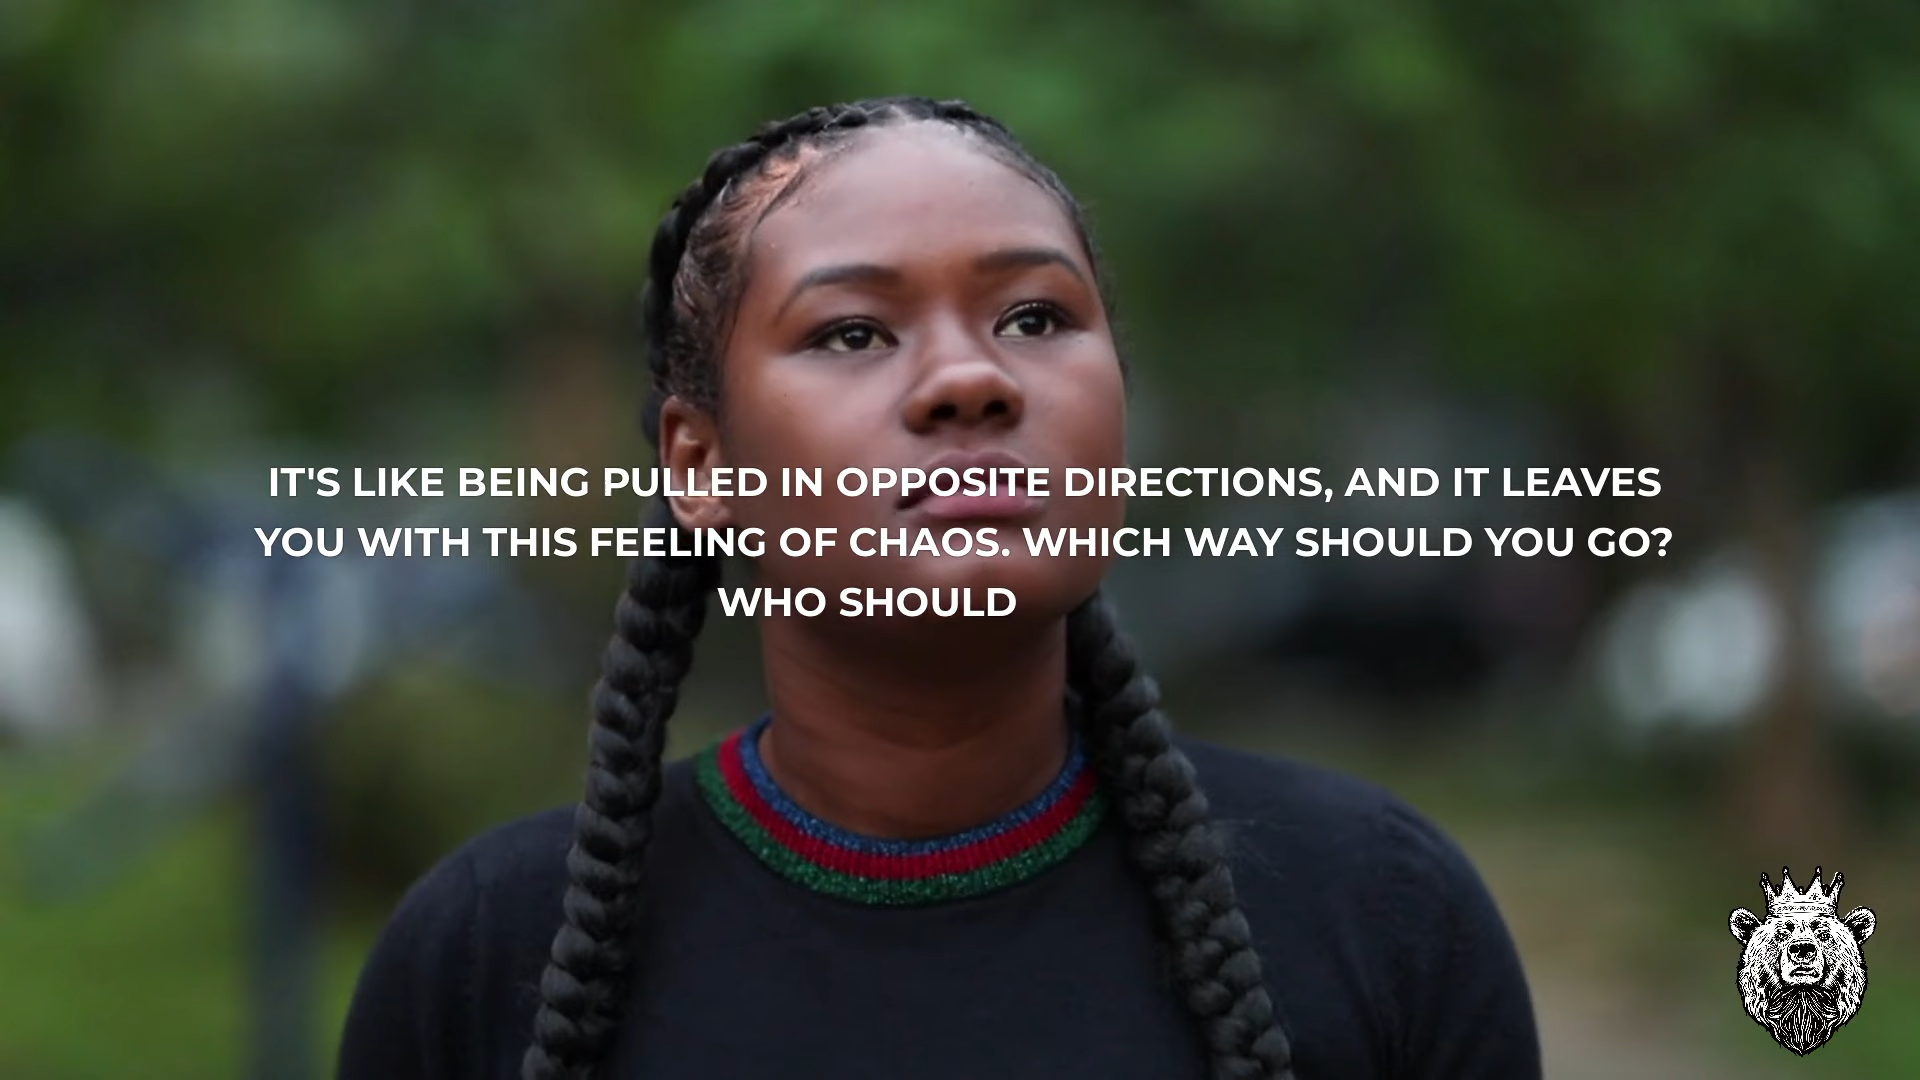 IT'S LIKE BEING PULLED IN OPPOSITE DIRECTIONS, AND IT LEAVES
YOU WITH THIS FEELING OF CHAOS. WHICH WAY SHOULD YOU GO?
WHO SHOULD